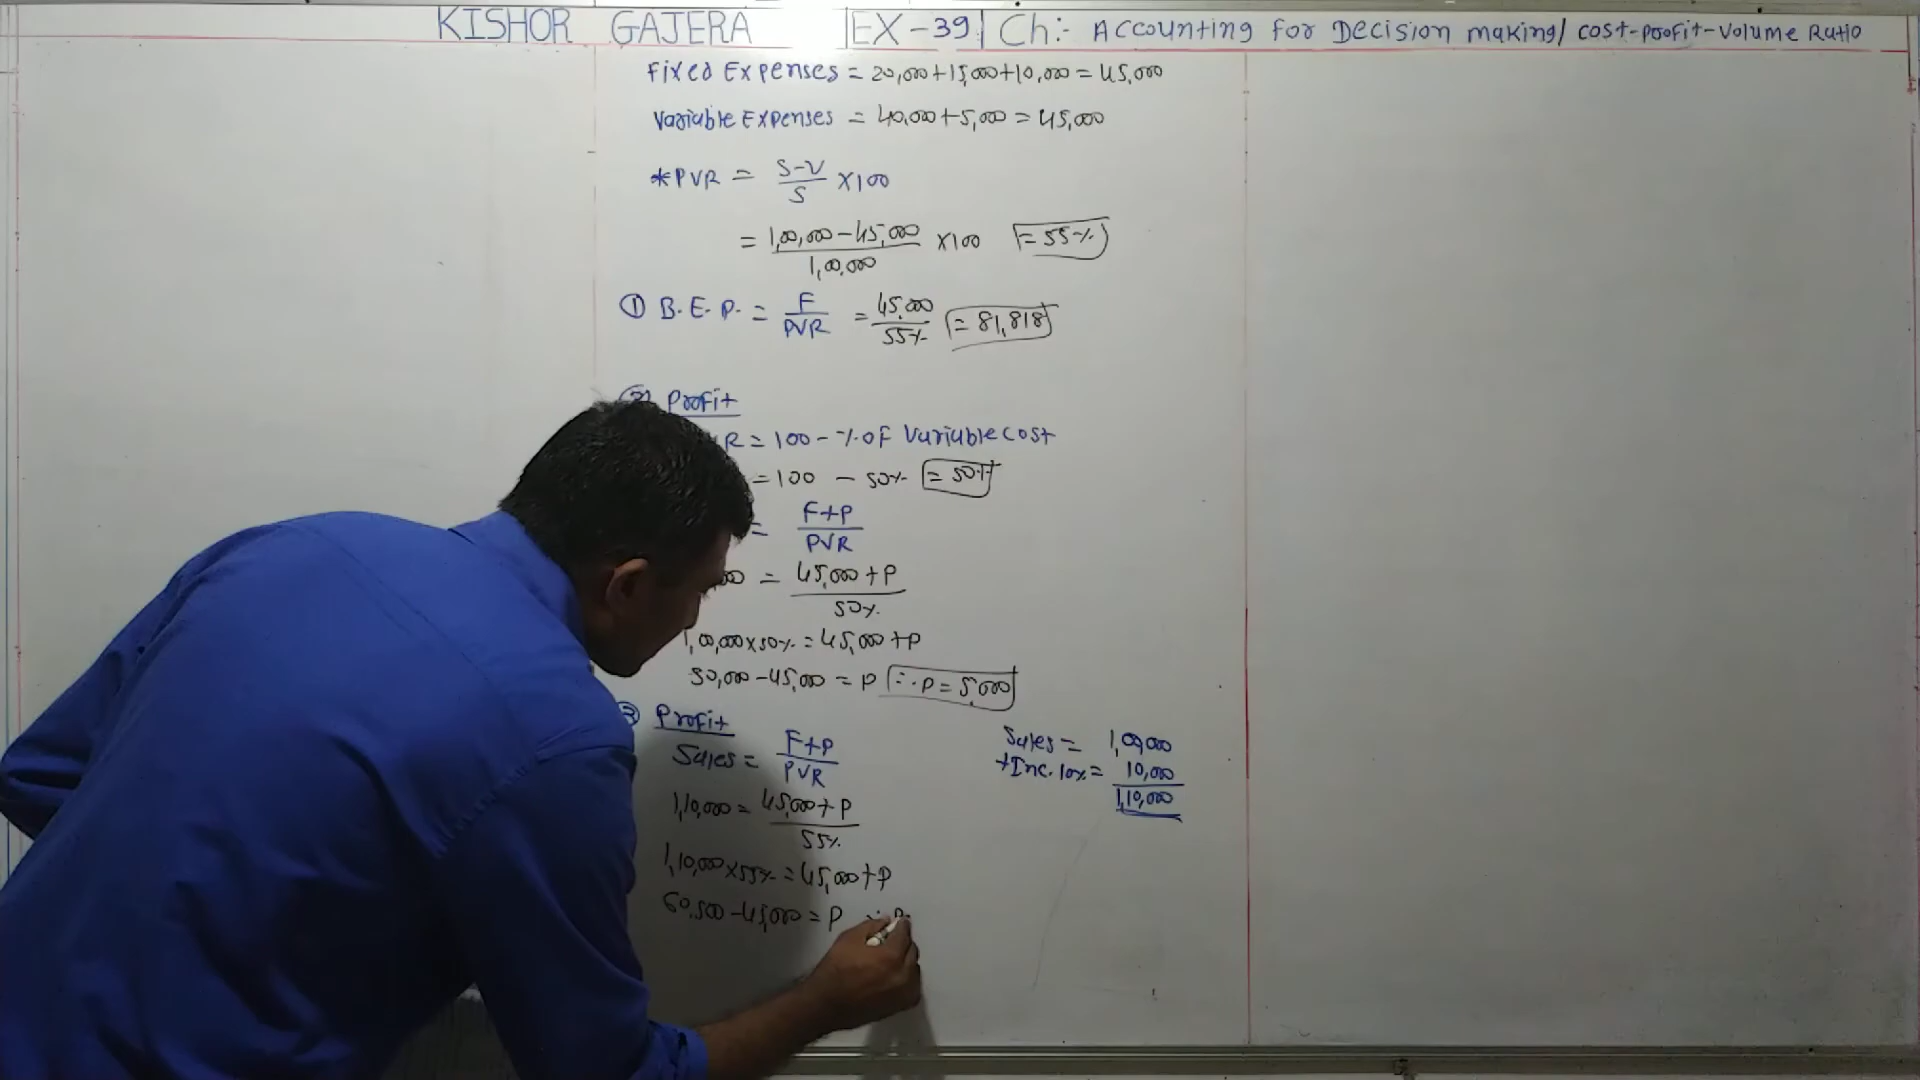 KISHOR GAJERA | EX-39 | Ch:- Accounting for Decision making/ cost-profit-volume Ratio
Fixed Expenses = 20,000+15,000+10,000 = 45,000
Variable Expenses = 40,000+5,000 = 45,000
*PVR = S-V/S ×100
= 1,00,000-45,000/1,00,000 ×100 = 55%
① B.E.P. = F/PVR = 45,000/55% = 81,818
Profit
R = 100 - % of Variable cost
= 100 - 50% = 50%
= F+P/PVR
= 45,000+P/50%
1,00,000×50% = 45,000+P
50,000-45,000 = P ∴ P = 5,000
③ Profit
Sales = F+P/PVR
1,10,000 = 45,000+P/55%
1,10,000×55% = 45,000+P
60,500-45,000 = P ∴ P
Sales = 1,00,000
+Inc. 10% = 10,000
1,10,000